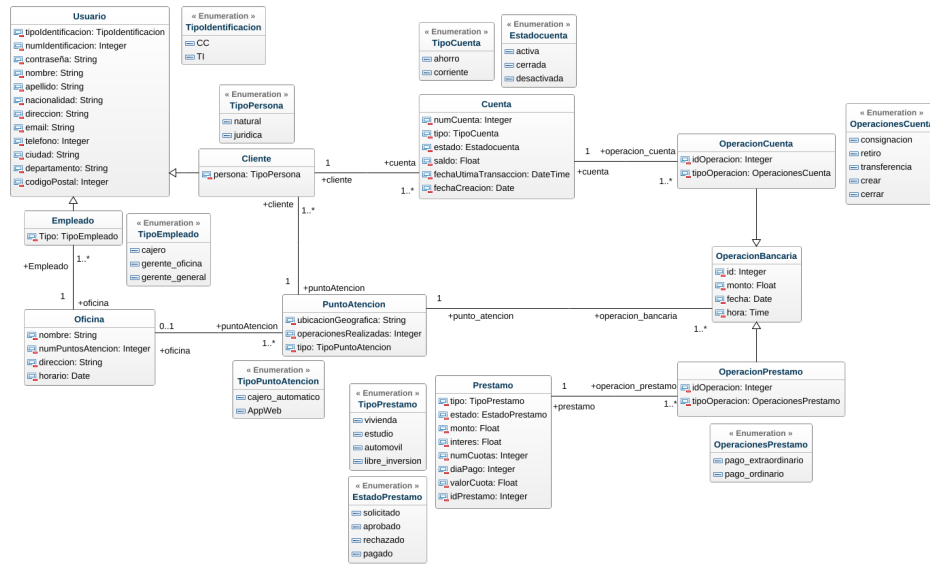 Usuario
tipoIdentificacion: TipoIdentificacion
numIdentificacion: Integer
contraseña: String
nombre: String
apellido: String
nacionalidad: String
direccion: String
email: String
telefono: Integer
ciudad: String
departamento: String
codigoPostal: Integer
« Enumeration »
TipoIdentificacion
CC
TI
« Enumeration »
TipoCuenta
ahorro
corriente
« Enumeration »
Estadocuenta
activa
cerrada
desactivada
« Enumeration »
TipoPersona
natural
juridica
Cuenta
numCuenta: Integer
tipo: TipoCuenta
estado: Estadocuenta
saldo: Float
fechaUtimaTransaccion: DateTime
fechaCreacion: Date
« Enumeration »
OperacionesCuenta
consignacion
retiro
transferencia
crear
cerrar
Cliente
persona: TipoPersona
1
+cliente
+cuenta
1..*
1
+cuenta
+operacion_cuenta
1..*
OperacionCuenta
idOperacion: Integer
tipoOperacion: OperacionesCuenta
+cliente
1..*
Empleado
Tipo: TipoEmpleado
« Enumeration »
TipoEmpleado
cajero
gerente_oficina
gerente_general
+Empleado
1..*
1
+oficina
1
+puntoAtencion
OperacionBancaria
id: Integer
monto: Float
fecha: Date
hora: Time
Oficina
nombre: String
numPuntosAtencion: Integer
direccion: String
horario: Date
0..1
+oficina
+puntoAtencion
1..*
PuntoAtencion
ubicacionGeografica: String
operacionesRealizadas: Integer
tipo: TipoPuntoAtencion
1
+punto_atencion
+operacion_bancaria
1..*
« Enumeration »
TipoPuntoAtencion
cajero_automatico
AppWeb
« Enumeration »
TipoPrestamo
vivienda
estudio
automovil
libre_inversion
Prestamo
tipo: TipoPrestamo
estado: EstadoPrestamo
monto: Float
interes: Float
numCuotas: Integer
diaPago: Integer
valorCuota: Float
idPrestamo: Integer
1
+prestamo
+operacion_prestamo
1..*
OperacionPrestamo
idOperacion: Integer
tipoOperacion: OperacionesPrestamo
« Enumeration »
OperacionesPrestamo
pago_extraordinario
pago_ordinario
« Enumeration »
EstadoPrestamo
solicitado
aprobado
rechazado
pagado